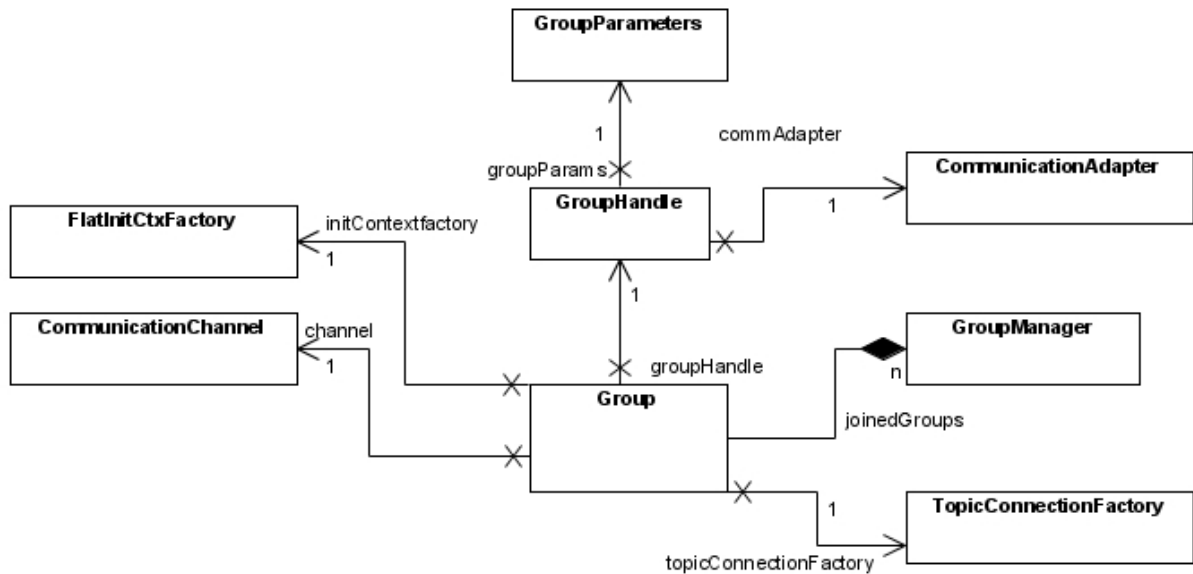 GroupParameters
1
commAdapter
groupParams
CommunicationAdapter
GroupHandle
1
FlatInitCtxFactory
initContextfactory
1
1
CommunicationChannel
channel
1
GroupManager
groupHandle
n
Group
joinedGroups
1
TopicConnectionFactory
topicConnectionFactory